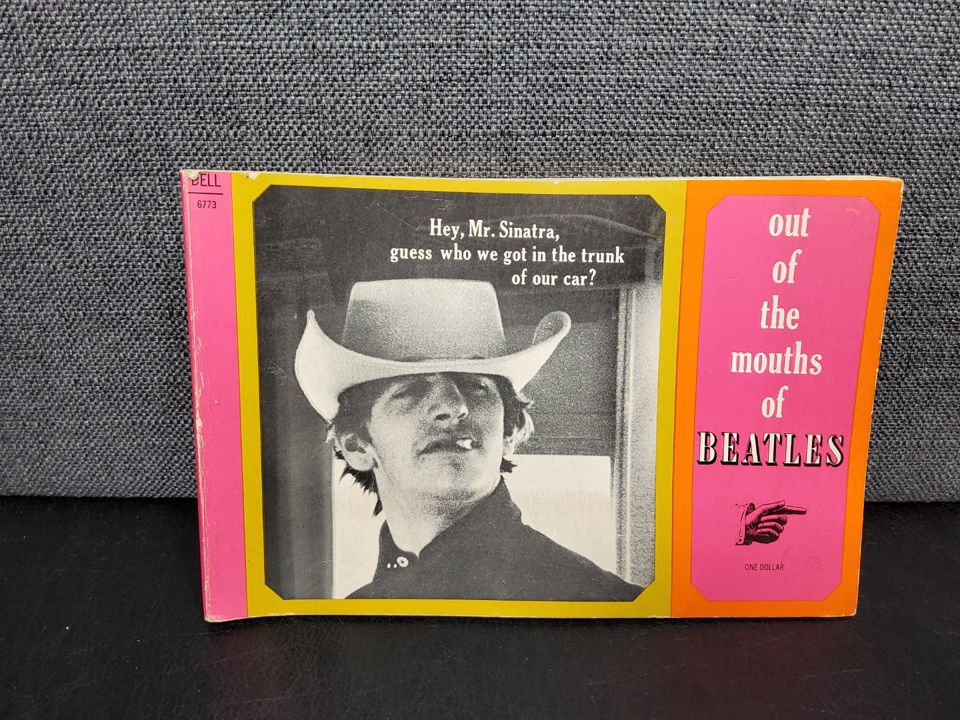 DELL
6773
Hey, Mr. Sinatra,
guess who we got in the trunk
of our car?
out
of
the
mouths
of
BEATLES
ONE DOLLAR